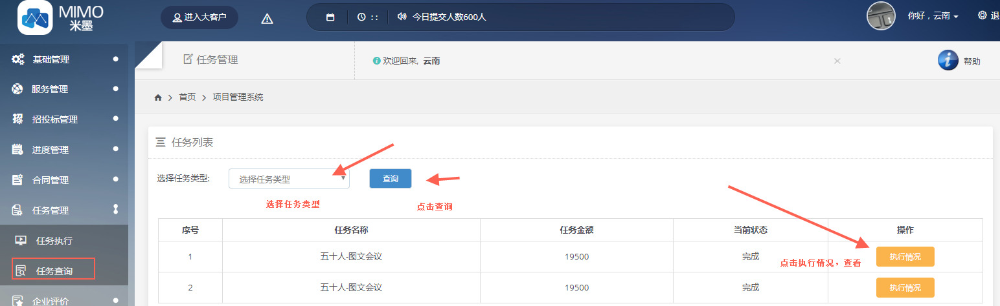 MIMO
米墨
进入大客户
: :
今日提交人数600人
你好，云南
退
基础管理
服务管理
招投标管理
进度管理
合同管理
任务管理
任务执行
任务查询
企业评价
任务管理
欢迎回来, 云南
×
帮助
首页
项目管理系统
任务列表
选择任务类型:
选择任务类型
查询
选择任务类型
点击查询
序号 任务名称 任务金额 当前状态 操作
1 五十人-图文会议 19500 完成 执行情况
点击执行情况，查看
2 五十人-图文会议 19500 完成 执行情况